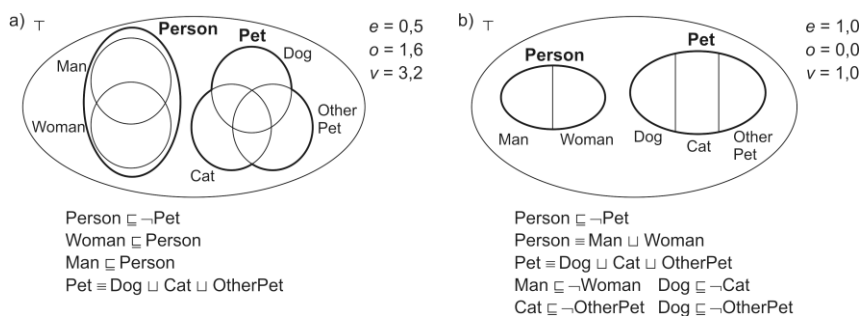 a) ⊤
Person
Pet
Man
Dog
Woman
Other
Pet
Cat
e = 0,5
o = 1,6
v = 3,2
Person ⊑ ¬Pet
Woman ⊑ Person
Man ⊑ Person
Pet ≡ Dog ⊔ Cat ⊔ OtherPet
b) ⊤
Person
Pet
Man
Woman
Dog
Cat
Other
Pet
e = 1,0
o = 0,0
v = 1,0
Person ⊑ ¬Pet
Person ≡ Man ⊔ Woman
Pet ≡ Dog ⊔ Cat ⊔ OtherPet
Man ⊑ ¬Woman Dog ⊑ ¬Cat
Cat ⊑ ¬OtherPet Dog ⊑ ¬OtherPet